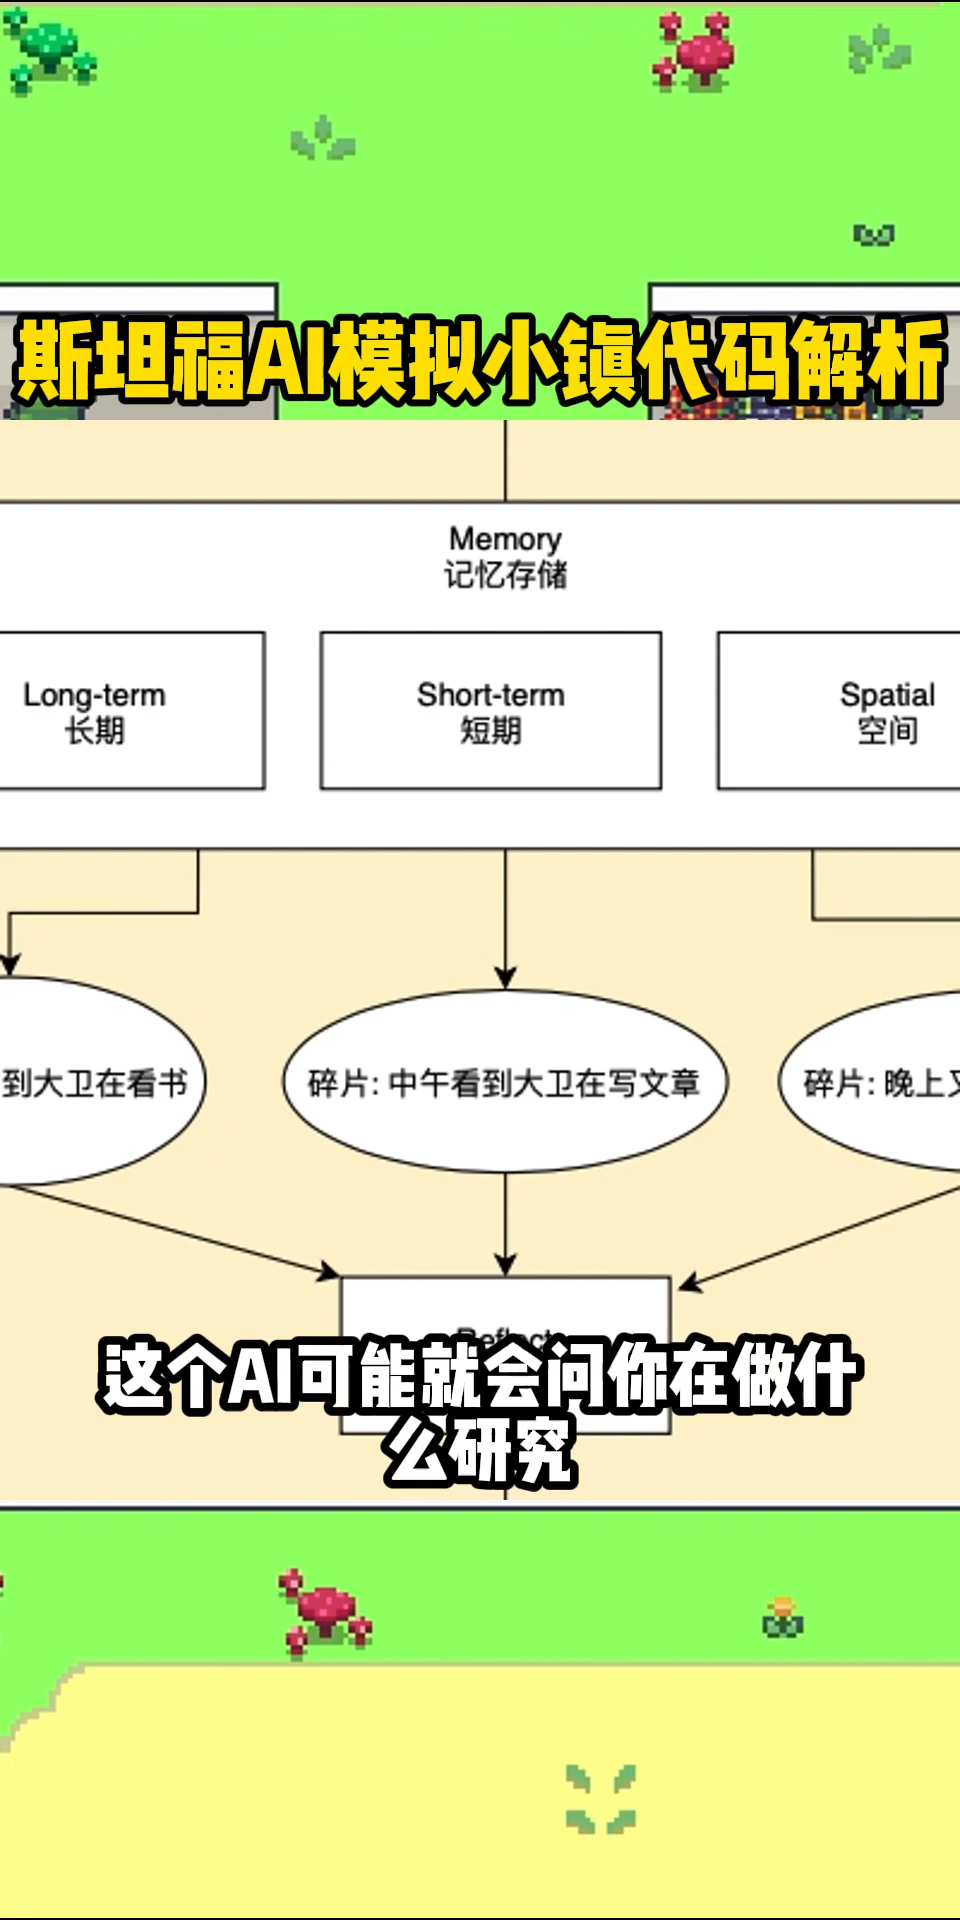 斯坦福AI模拟小鎮代码解析
Memory
记忆存储
Long-term
长期
Short-term
短期
Spatial
空间
到大卫在看书
碎片: 中午看到大卫在写文章
碎片: 晚上又
Reflect
这个AI可能就会问你在做什
么研究